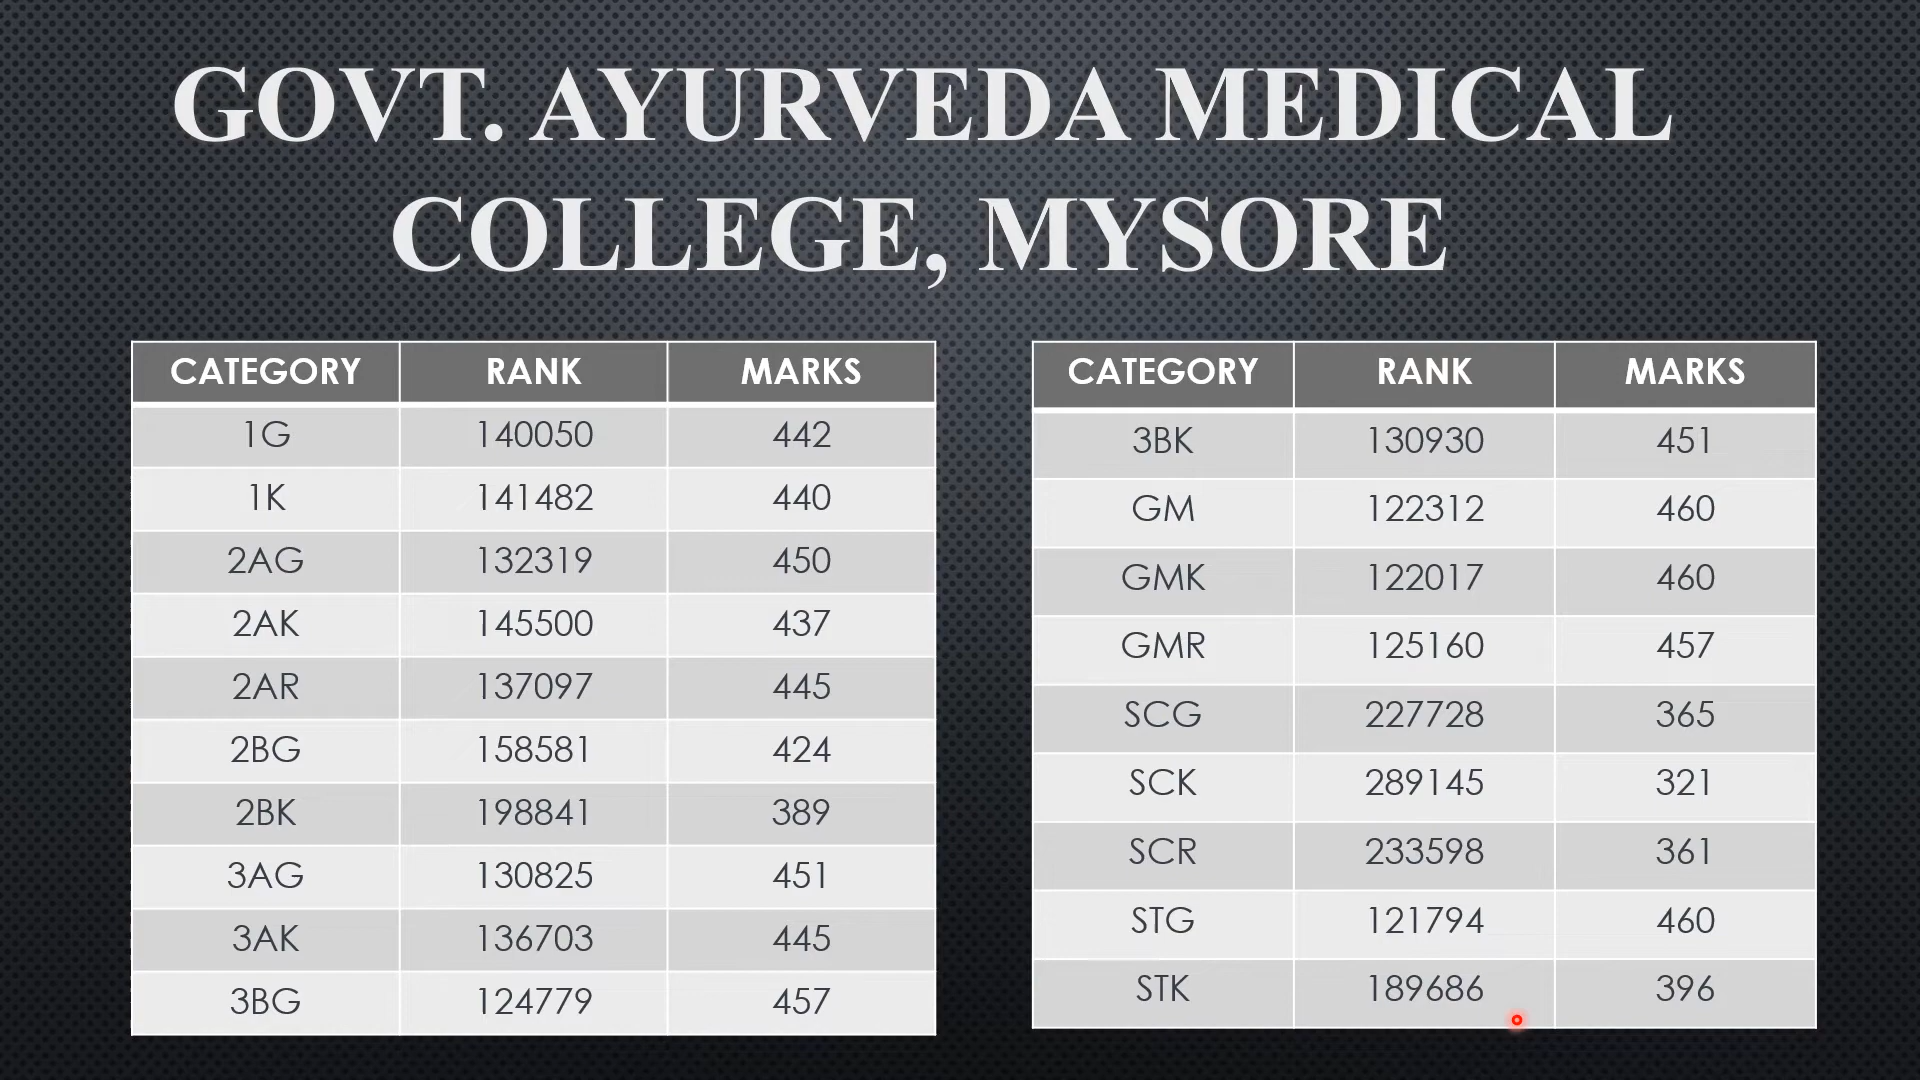 GOVT. AYURVEDA MEDICAL
COLLEGE, MYSORE
CATEGORY RANK MARKS
1G 140050 442
1K 141482 440
2AG 132319 450
2AK 145500 437
2AR 137097 445
2BG 158581 424
2BK 198841 389
3AG 130825 451
3AK 136703 445
3BG 124779 457
CATEGORY RANK MARKS
3BK 130930 451
GM 122312 460
GMK 122017 460
GMR 125160 457
SCG 227728 365
SCK 289145 321
SCR 233598 361
STG 121794 460
STK 189686 396